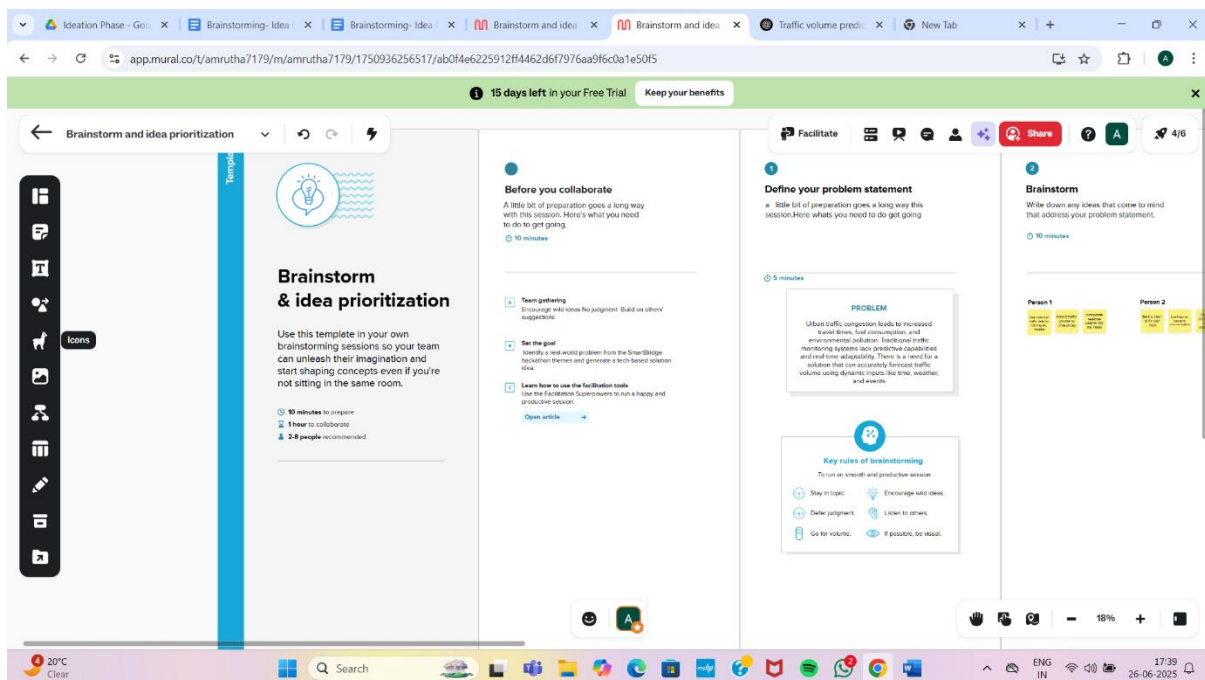 Ideation Phase - Goo
Brainstorming- Idea
Brainstorming- Idea
Brainstorm and idea
Brainstorm and idea
Traffic volume predic
New Tab
app.mural.co/t/amrutha7179/m/amrutha7179/1750936256517/ab0f4e6225912ff4462d6f7976aa9f6c0a1e50f5
A
15 days left in your Free Trial
Keep your benefits
Brainstorm and idea prioritization
Facilitate
Share
A
4/6
Icons
Templa
Brainstorm
& idea prioritization
Use this template in your own
brainstorming sessions so your team
can unleash their imagination and
start shaping concepts even if you're
not sitting in the same room.
10 minutes to prepare
1 hour to collaborate
2-8 people recommended
Before you collaborate
A little bit of preparation goes a long way
with this session. Here's what you need
to do to get going.
10 minutes
A
Team gathering
Encourage wild ideas No judgment Build on others'
suggestions
B
Set the goal
Identify a real-world problem from the SmartBridge
hackathon themes and generate a tech-based solution
idea.
C
Learn how to use the facilitation tools
Use the Facilitation Superpowers to run a happy and
productive session.
Open article
1
Define your problem statement
a little bit of preparation goes a long way this
session.Here whats you need to do get going
5 minutes
PROBLEM
Urban traffic congestion leads to increased
travel times, fuel consumption, and
environmental pollution. Traditional traffic
monitoring systems lack predictive capabilities
and real-time adaptability. There is a need for a
solution that can accurately forecast traffic
volume using dynamic inputs like time, weather,
and events.
Key rules of brainstorming
To run an smooth and productive session
Stay in topic.
Encourage wild ideas.
Defer judgment.
Listen to others.
Go for volume.
If possible, be visual.
2
Brainstorm
Write down any ideas that come to mind
that address your problem statement.
10 minutes
Person 1
Person 2
A
18%
4
20°C
Clear
Search
2
ENG
IN
17:39
26-06-2025